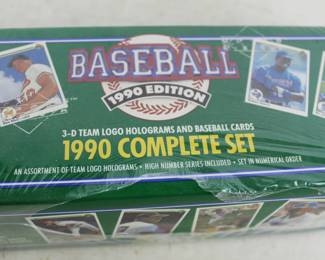 BASEBALL
1990 EDITION
3-D TEAM LOGO HOLOGRAMS AND BASEBALL CARDS
1990 COMPLETE SET
AN ASSORTMENT OF TEAM LOGO HOLOGRAMS • HIGH NUMBER SERIES INCLUDED • SET IN NUMERICAL ORDER